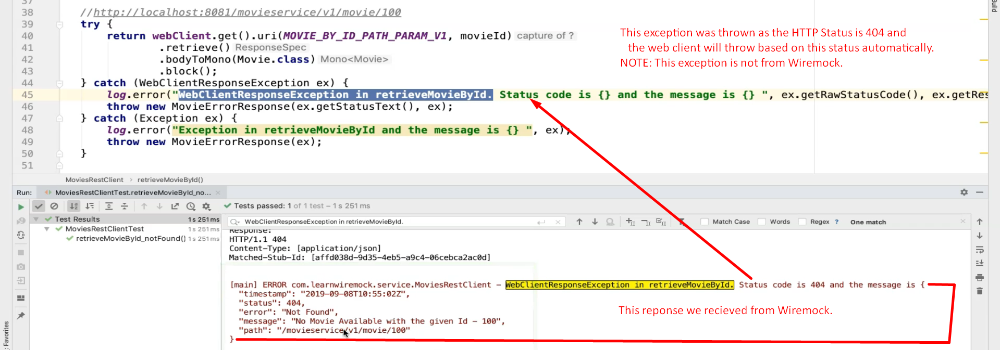 37
38 //http://localhost:8081/movieservice/v1/movie/100
39 try {
40 return webClient.get().uri(MOVIE_BY_ID_PATH_PARAM_V1, movieId) capture of ?
41 .retrieve() ResponseSpec
42 .bodyToMono(Movie.class) Mono<Movie>
43 .block();
44 } catch (WebClientResponseException ex) {
45 log.error("WebClientResponseException in retrieveMovieById. Status code is {} and the message is {} ", ex.getRawStatusCode(), ex.getRes
46 throw new MovieErrorResponse(ex.getStatusText(), ex);
47 } catch (Exception ex) {
48 log.error("Exception in retrieveMovieById and the message is {} ", ex);
49 throw new MovieErrorResponse(ex);
50 }
51
This exception was thrown as the HTTP Status is 404 and
the web client will throw based on this status automatically.
NOTE: This exception is not from Wiremock.
Build
MoviesRestClient › retrieveMovieById()
Run: MoviesRestClientTest.retrieveMovieById_no... ×
Tests passed: 1 of 1 test – 1 s 251 ms
Test Results 1 s 251 ms
MoviesRestClientTest 1 s 251 ms
retrieveMovieById_notFound() 1 s 251 ms
WebClientResponseException in retrieveMovieById.
Match Case Words Regex ? One match
Response:
HTTP/1.1 404
Content-Type: [application/json]
Matched-Stub-Id: [affd038d-9d35-4eb5-a9c4-06cebca2ac0d]
[main] ERROR com.learnwiremock.service.MoviesRestClient - WebClientResponseException in retrieveMovieById. Status code is 404 and the message is {
"timestamp": "2019-09-08T10:55:02Z",
"status": 404,
"error": "Not Found",
"message": "No Movie Available with the given Id - 100",
"path": "/movieservice/v1/movie/100"
}
This reponse we recieved from Wiremock.
: Favorites